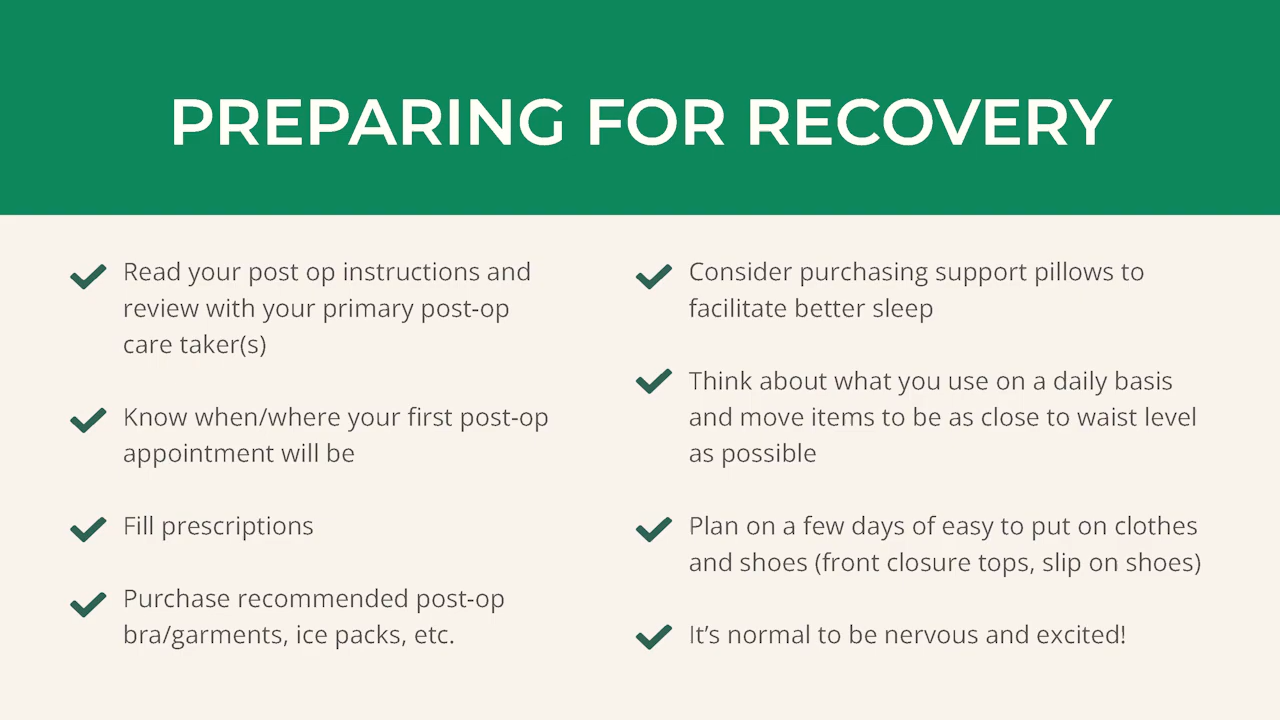 PREPARING FOR RECOVERY
Read your post op instructions and
review with your primary post-op
care taker(s)
Know when/where your first post-op
appointment will be
Fill prescriptions
Purchase recommended post-op
bra/garments, ice packs, etc.
Consider purchasing support pillows to
facilitate better sleep
Think about what you use on a daily basis
and move items to be as close to waist level
as possible
Plan on a few days of easy to put on clothes
and shoes (front closure tops, slip on shoes)
It’s normal to be nervous and excited!